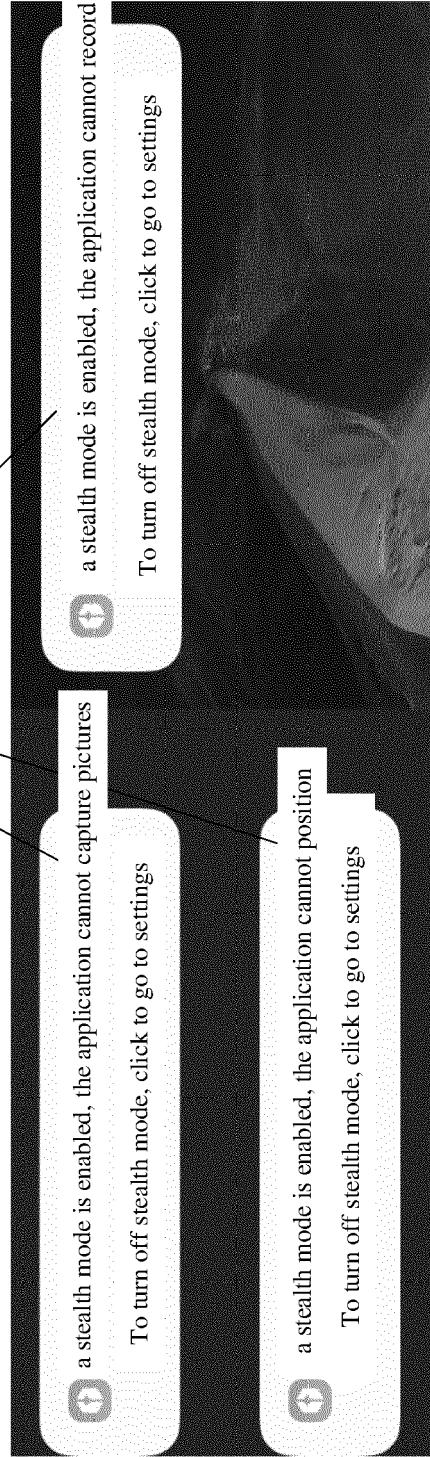 a stealth mode is enabled, the application cannot capture pictures
To turn off stealth mode, click to go to settings
a stealth mode is enabled, the application cannot record
To turn off stealth mode, click to go to settings
a stealth mode is enabled, the application cannot position
To turn off stealth mode, click to go to settings